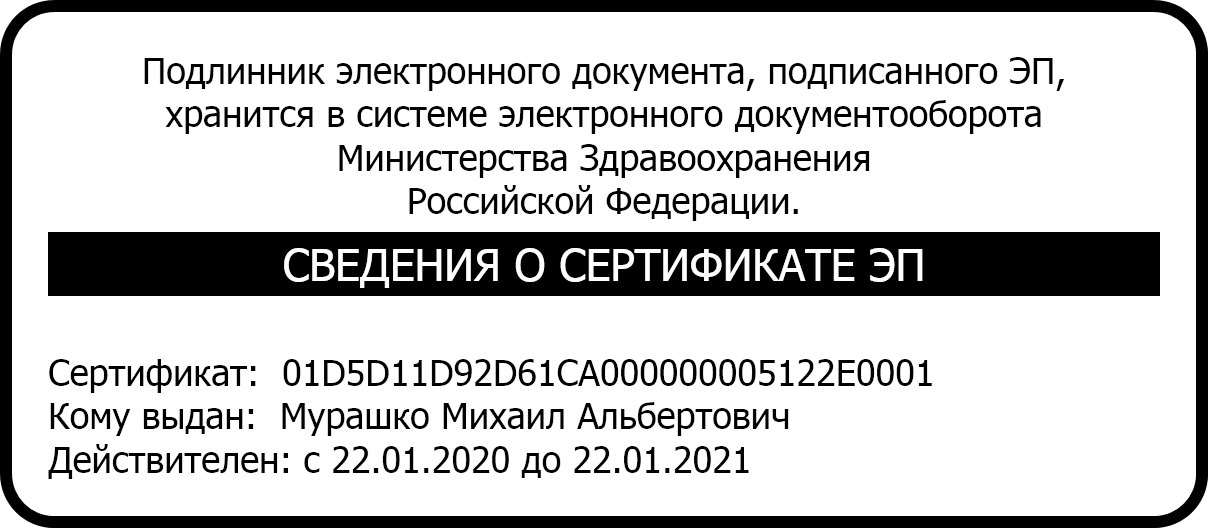 Подлинник электронного документа, подписанного ЭП,
хранится в системе электронного документооборота
Министерства Здравоохранения
Российской Федерации.
СВЕДЕНИЯ О СЕРТИФИКАТЕ ЭП
Сертификат: 01D5D11D92D61CA000000005122E0001
Кому выдан: Мурашко Михаил Альбертович
Действителен: с 22.01.2020 до 22.01.2021